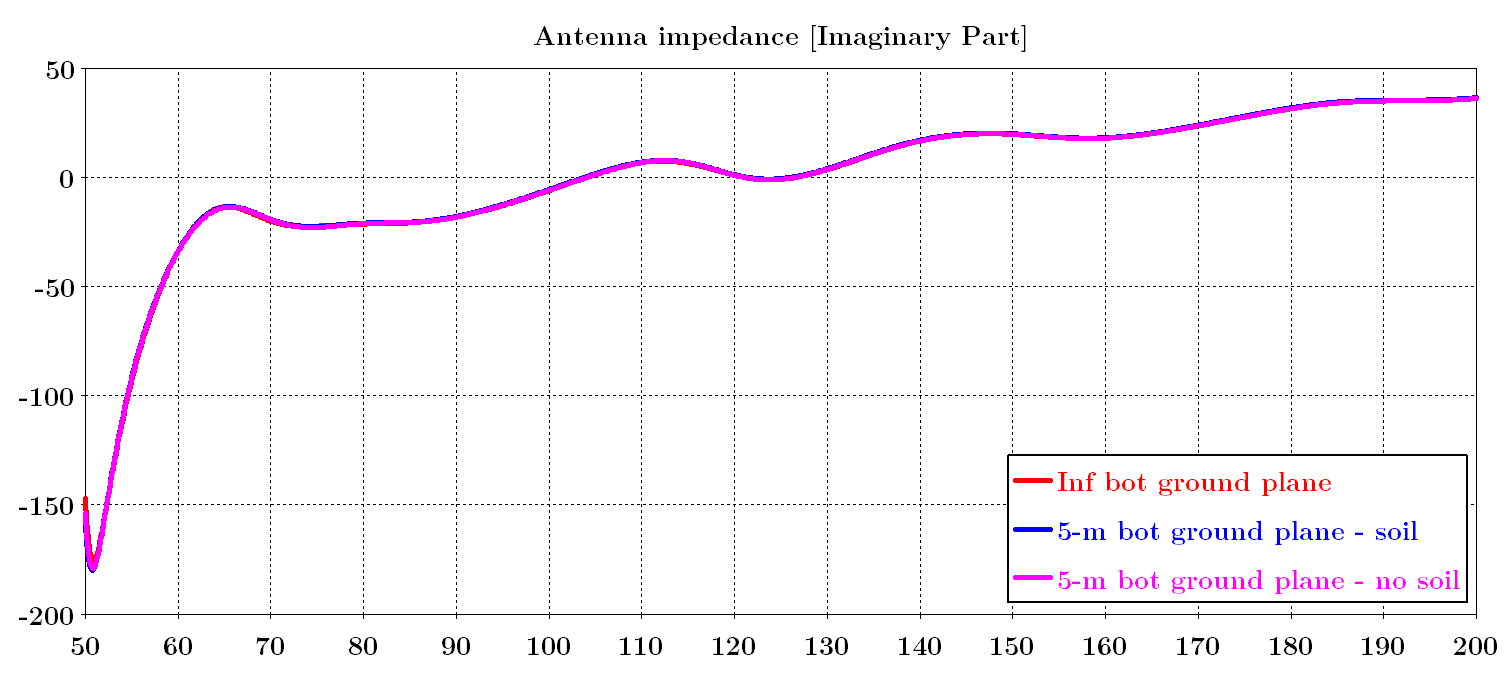 Antenna impedance [Imaginary Part]
50
0
-50
-100
-150
-200
Inf bot ground plane
5-m bot ground plane - soil
5-m bot ground plane - no soil
50 60 70 80 90 100 110 120 130 140 150 160 170 180 190 200